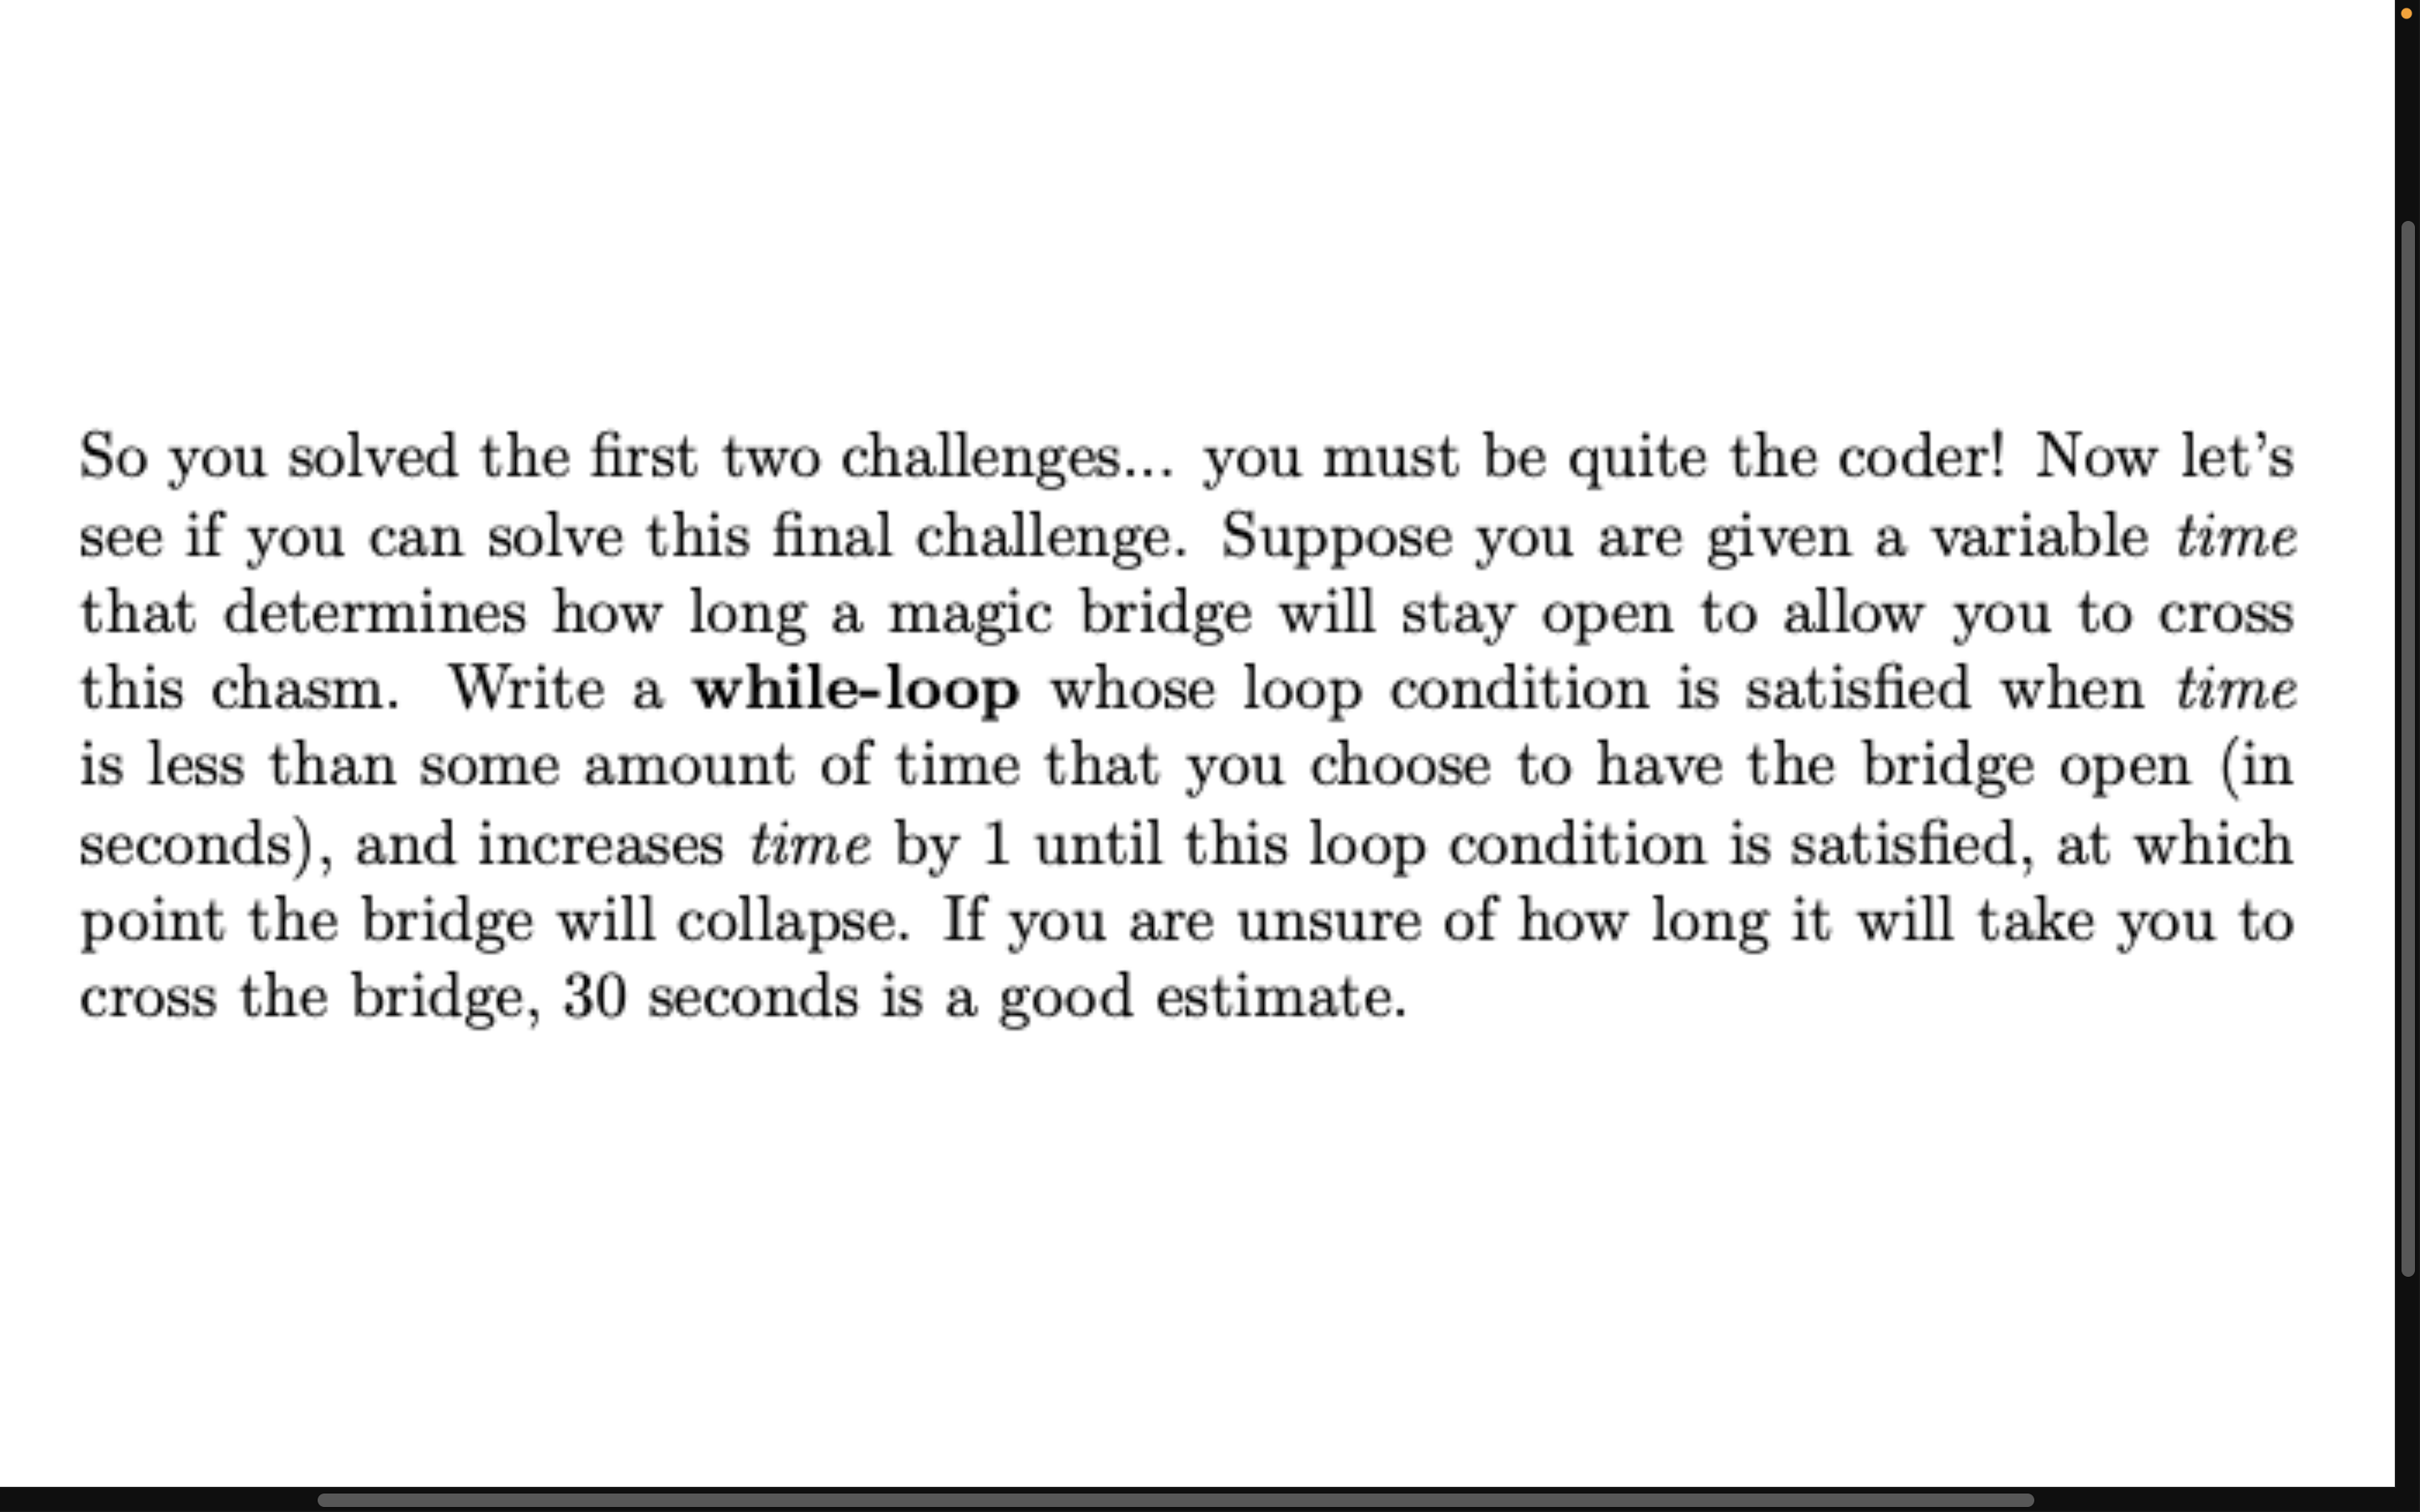 So you solved the first two challenges... you must be quite the coder! Now let's
see if you can solve this final challenge. Suppose you are given a variable time
that determines how long a magic bridge will stay open to allow you to cross
this chasm. Write a while-loop whose loop condition is satisfied when time
is less than some amount of time that you choose to have the bridge open (in
seconds), and increases time by 1 until this loop condition is satisfied, at which
point the bridge will collapse. If you are unsure of how long it will take you to
cross the bridge, 30 seconds is a good estimate.